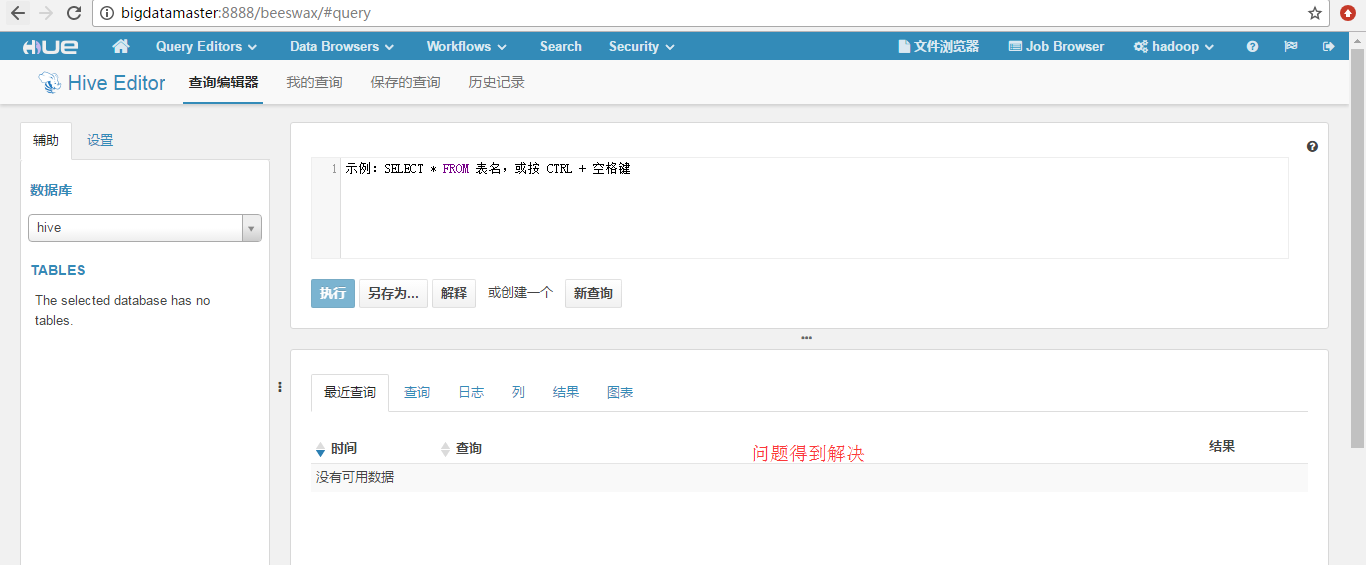 bigdatamaster:8888/beeswax/#query
HUE Query Editors Data Browsers Workflows Search Security 文件浏览器 Job Browser hadoop
Hive Editor 查询编辑器 我的查询 保存的查询 历史记录
辅助 设置
数据库
hive
TABLES
The selected database has no
tables.
1 示例: SELECT * FROM 表名，或按 CTRL + 空格键
执行 另存为... 解释 或创建一个 新查询
最近查询 查询 日志 列 结果 图表
时间 查询 结果
问题得到解决
没有可用数据